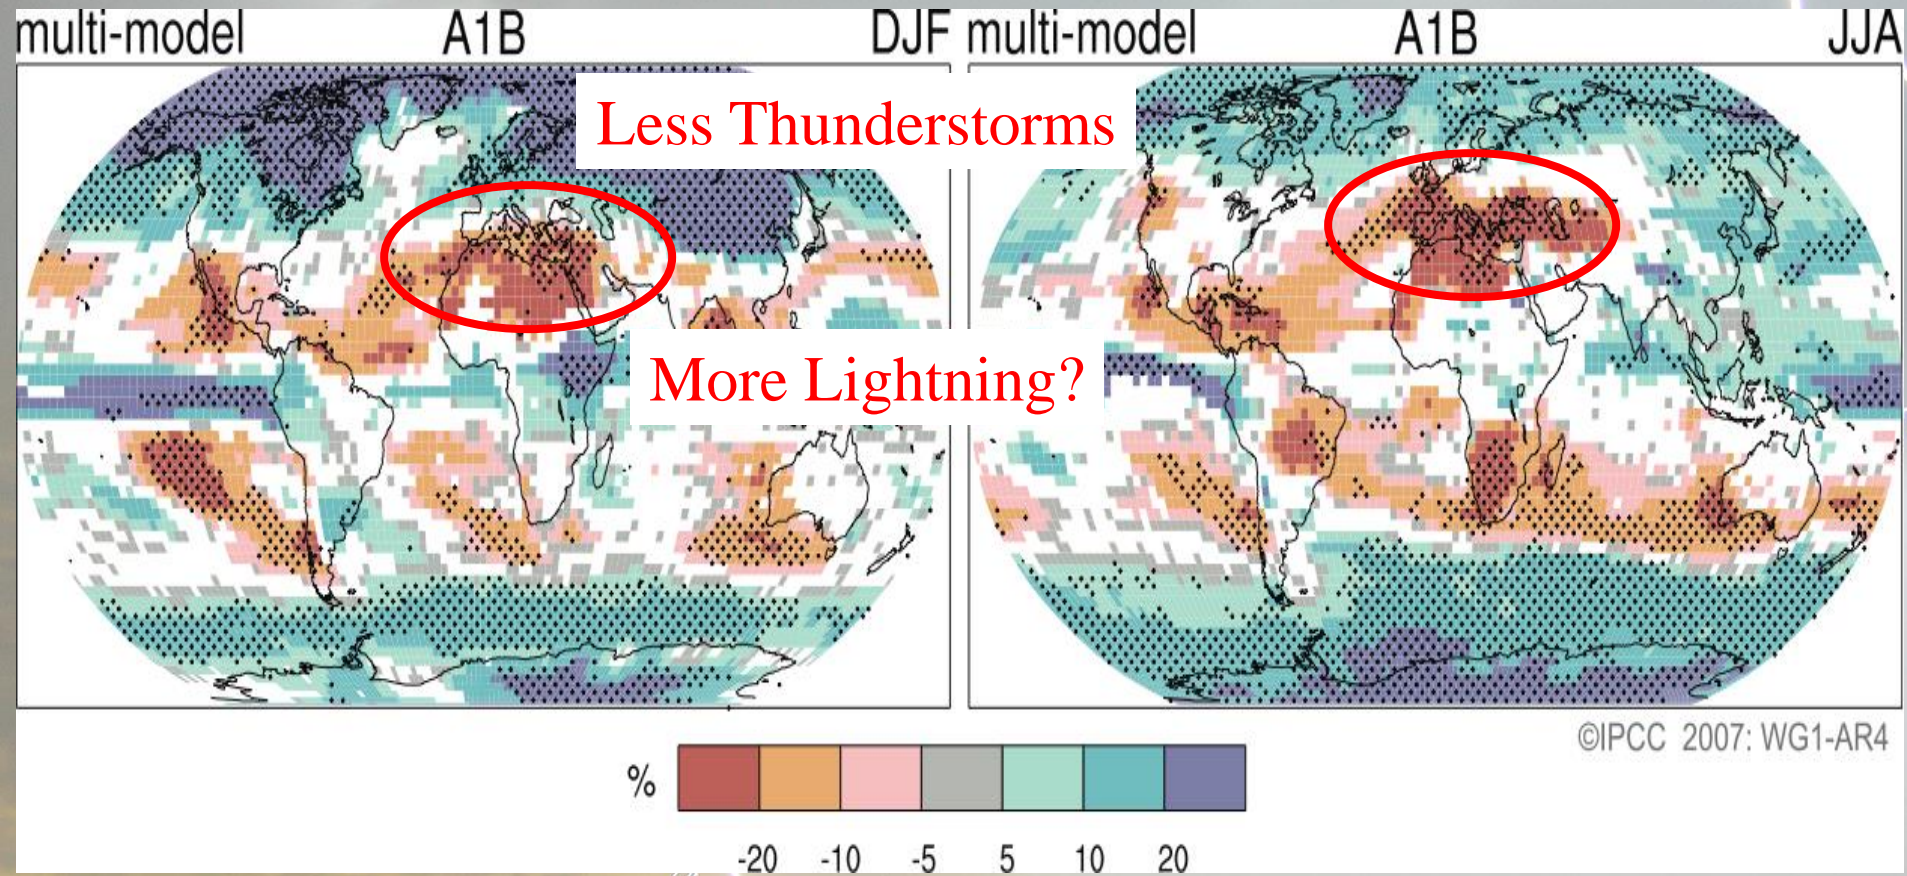 multi-model A1B DJF
multi-model A1B JJA
Less Thunderstorms
More Lightning?
©IPCC 2007: WG1-AR4
%
-20 -10 -5 5 10 20